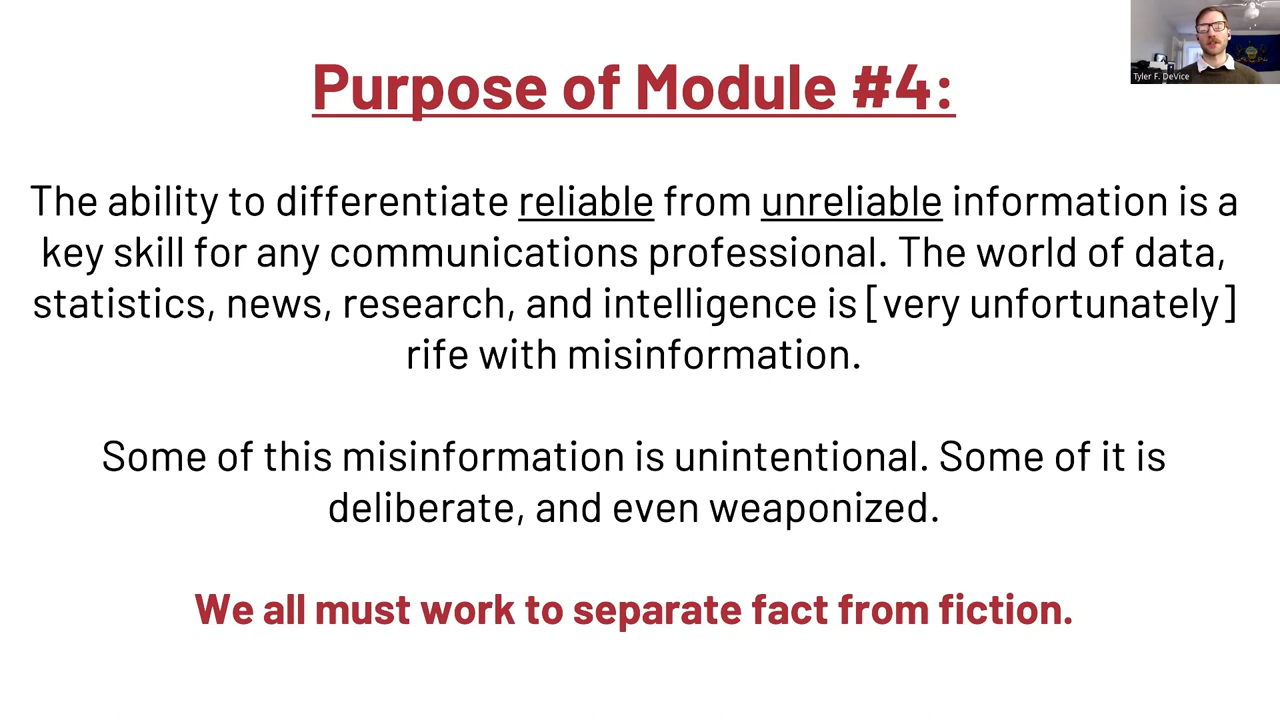 Purpose of Module #4:
Tyler F. DeVice
The ability to differentiate reliable from unreliable information is a
key skill for any communications professional. The world of data,
statistics, news, research, and intelligence is [very unfortunately]
rife with misinformation.
Some of this misinformation is unintentional. Some of it is
deliberate, and even weaponized.
We all must work to separate fact from fiction.